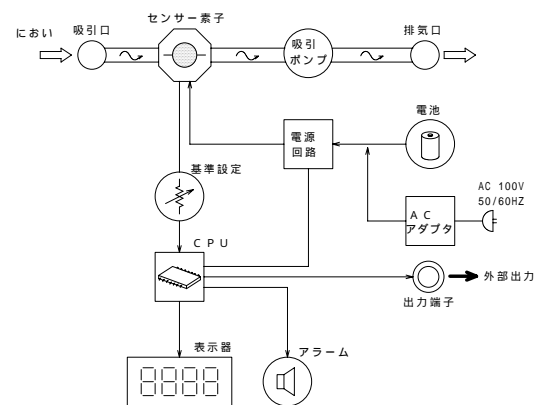 におい
吸引口
センサー素子
吸引
ポンプ
排気口
電池
電源
回路
基準設定
AC 100V
50/60HZ
AC
アダプタ
CPU
外部出力
出力端子
表示器
アラーム
8888